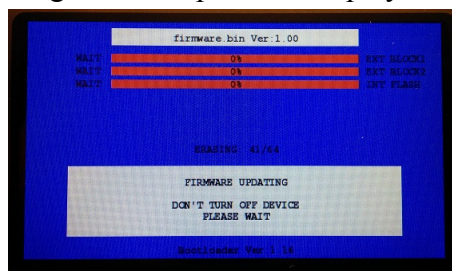 firmware.bin Ver:1.00
WAIT 0% EXT BLOCK1
WAIT 0% EXT BLOCK2
WAIT 0% INT FLASH
ERASING 41/64
FIRMWARE UPDATING
DON'T TURN OFF DEVICE
PLEASE WAIT
Bootloader Ver 1.16